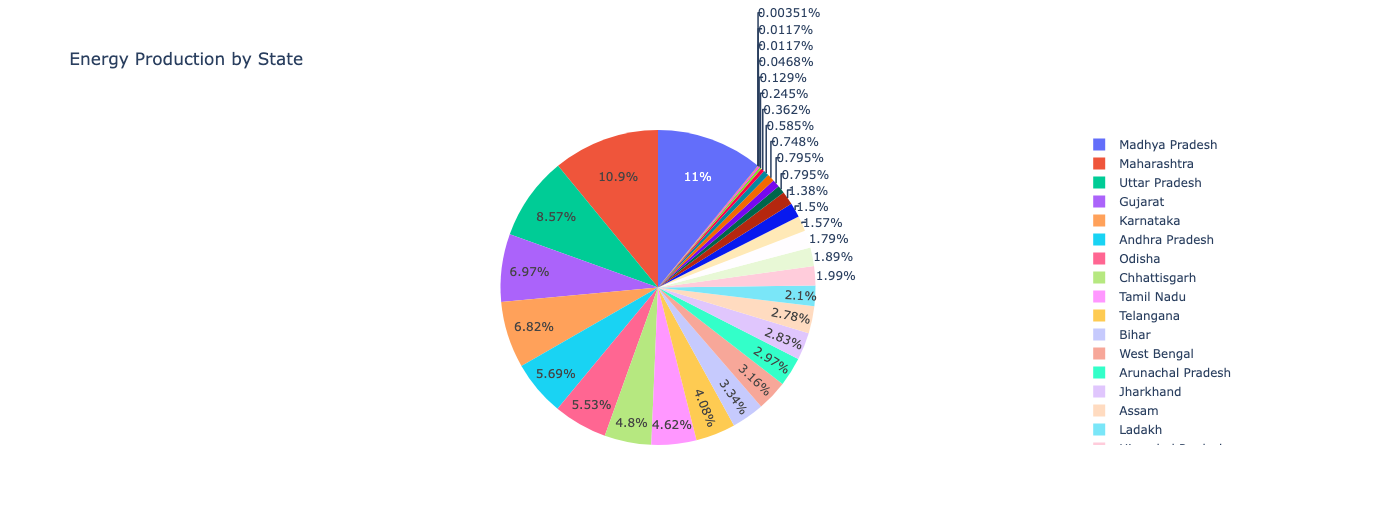 Energy Production by State
0.00351%
0.0117%
0.0117%
0.0468%
0.129%
0.245%
0.362%
0.585%
0.748%
0.795%
0.795%
1.38%
1.5%
1.57%
1.79%
1.89%
1.99%
2.1%
2.78%
2.83%
2.97%
3.16%
3.34%
4.08%
4.62%
4.8%
5.53%
5.69%
6.82%
6.97%
8.57%
10.9%
11%
Madhya Pradesh
Maharashtra
Uttar Pradesh
Gujarat
Karnataka
Andhra Pradesh
Odisha
Chhattisgarh
Tamil Nadu
Telangana
Bihar
West Bengal
Arunachal Pradesh
Jharkhand
Assam
Ladakh